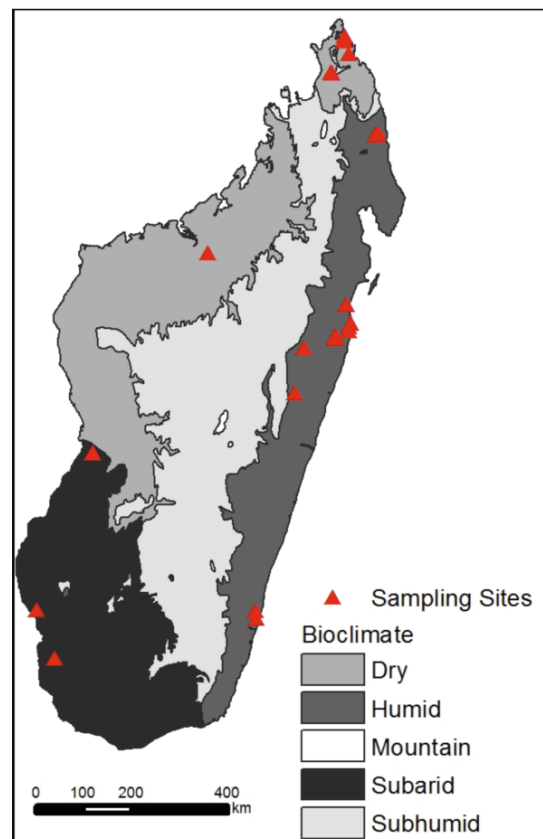 Sampling Sites
Bioclimate
Dry
Humid
Mountain
Subarid
Subhumid
0 100 200 400
km